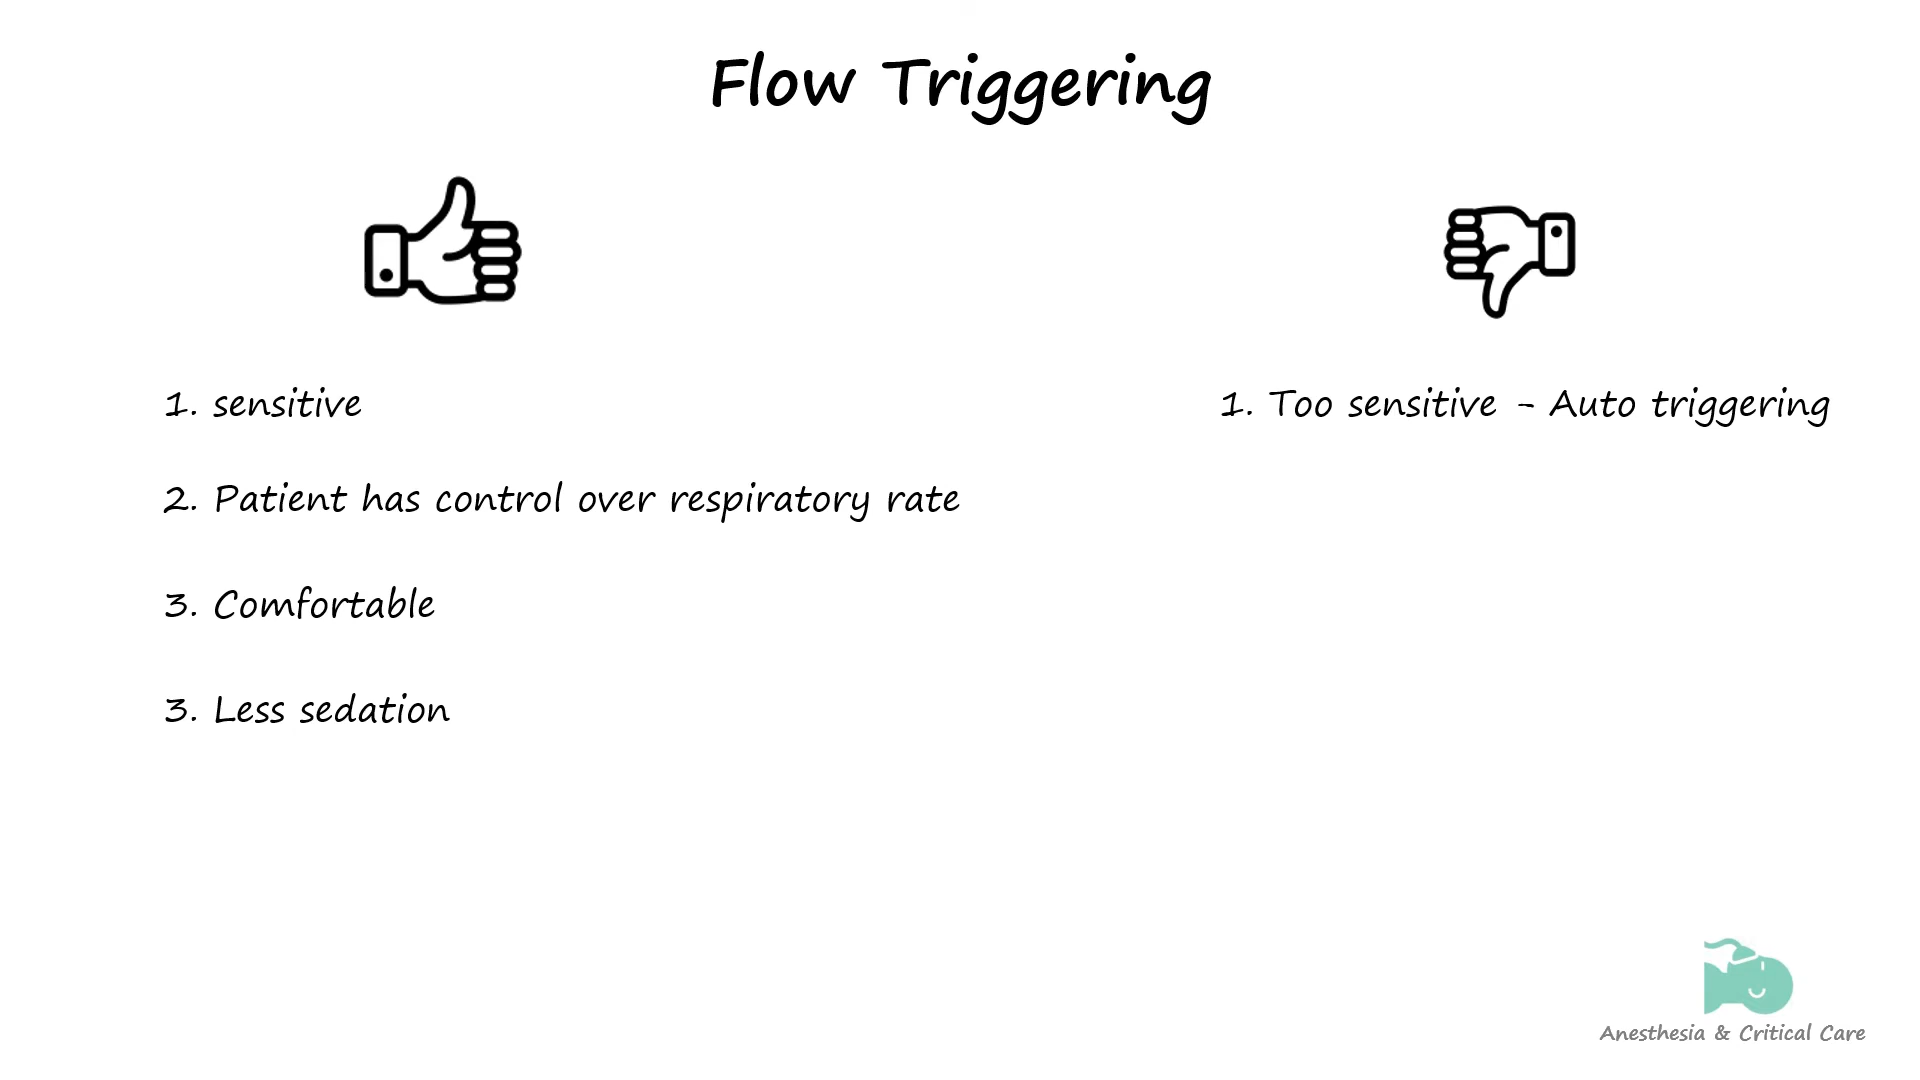 Flow Triggering
1. sensitive
2. Patient has control over respiratory rate
3. Comfortable
3. Less sedation
1. Too sensitive - Auto triggering
Anesthesia & Critical Care